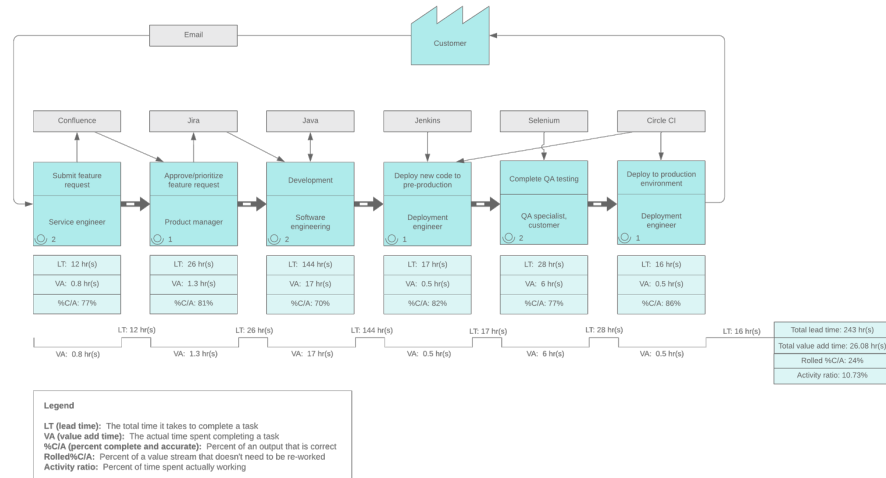 Email
Customer
Confluence
Jira
Java
Jenkins
Selenium
Circle CI
Submit feature
request
Service engineer
2
Approve/prioritize
feature request
Product manager
1
Development
Software
engineering
2
Deploy new code to
pre-production
Deployment
engineer
1
Complete QA testing
QA specialist,
customer
2
Deploy to production
environment
Deployment
engineer
1
LT: 12 hr(s)
VA: 0.8 hr(s)
%C/A: 77%
LT: 26 hr(s)
VA: 1.3 hr(s)
%C/A: 81%
LT: 144 hr(s)
VA: 17 hr(s)
%C/A: 70%
LT: 17 hr(s)
VA: 0.5 hr(s)
%C/A: 82%
LT: 28 hr(s)
VA: 6 hr(s)
%C/A: 77%
LT: 16 hr(s)
VA: 0.5 hr(s)
%C/A: 86%
LT: 12 hr(s)
LT: 26 hr(s)
LT: 144 hr(s)
LT: 17 hr(s)
LT: 28 hr(s)
LT: 16 hr(s)
VA: 0.8 hr(s)
VA: 1.3 hr(s)
VA: 17 hr(s)
VA: 0.5 hr(s)
VA: 6 hr(s)
VA: 0.5 hr(s)
Total lead time: 243 hr(s)
Total value add time: 26.08 hr(s)
Rolled %C/A: 24%
Activity ratio: 10.73%
Legend
LT (lead time): The total time it takes to complete a task
VA (value add time): The actual time spent completing a task
%C/A (percent complete and accurate): Percent of an output that is correct
Rolled%C/A: Percent of a value stream that doesn't need to be re-worked
Activity ratio: Percent of time spent actually working